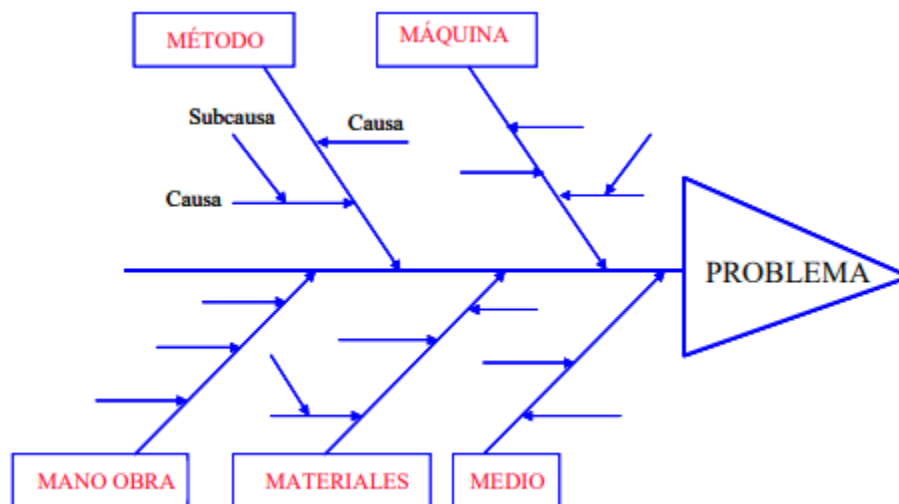 MÉTODO
MÁQUINA
Subcausa
Causa
Causa
PROBLEMA
MANO OBRA
MATERIALES
MEDIO